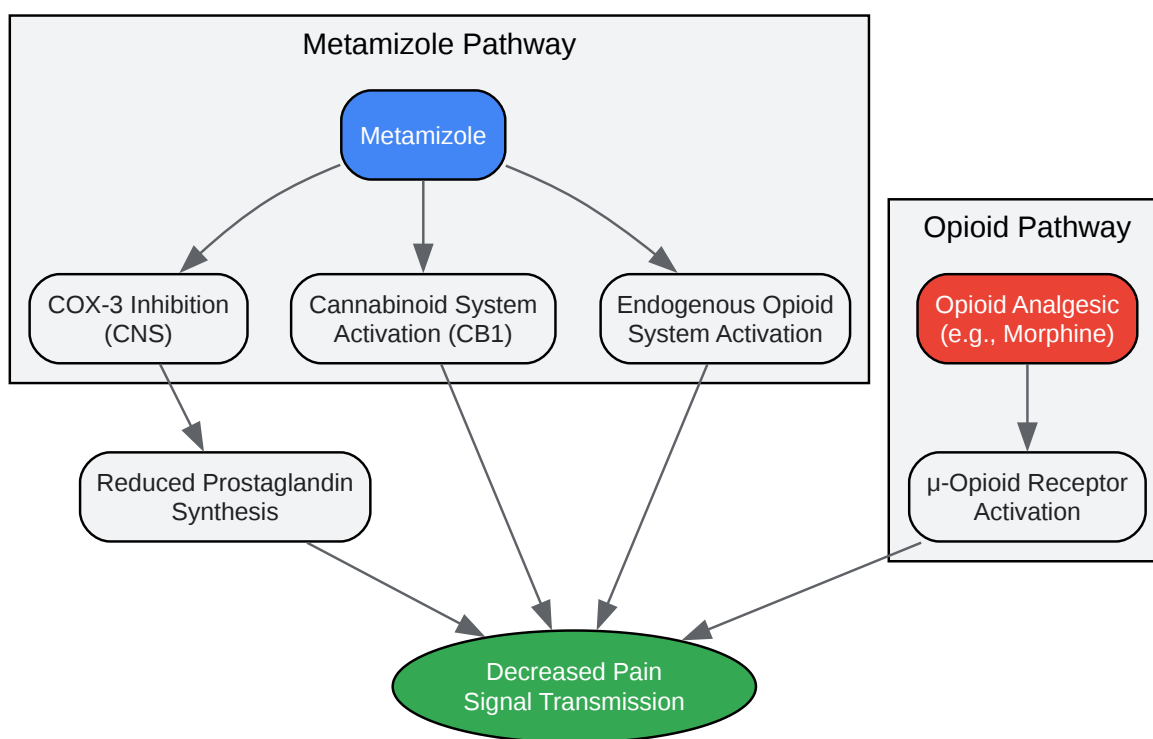 Metamizole Pathway
Metamizole
Opioid Pathway
COX-3 Inhibition
(CNS)
Cannabinoid System
Activation (CB1)
Endogenous Opioid
System Activation
Opioid Analgesic
(e.g., Morphine)
Reduced Prostaglandin
Synthesis
μ-Opioid Receptor
Activation
Decreased Pain
Signal Transmission